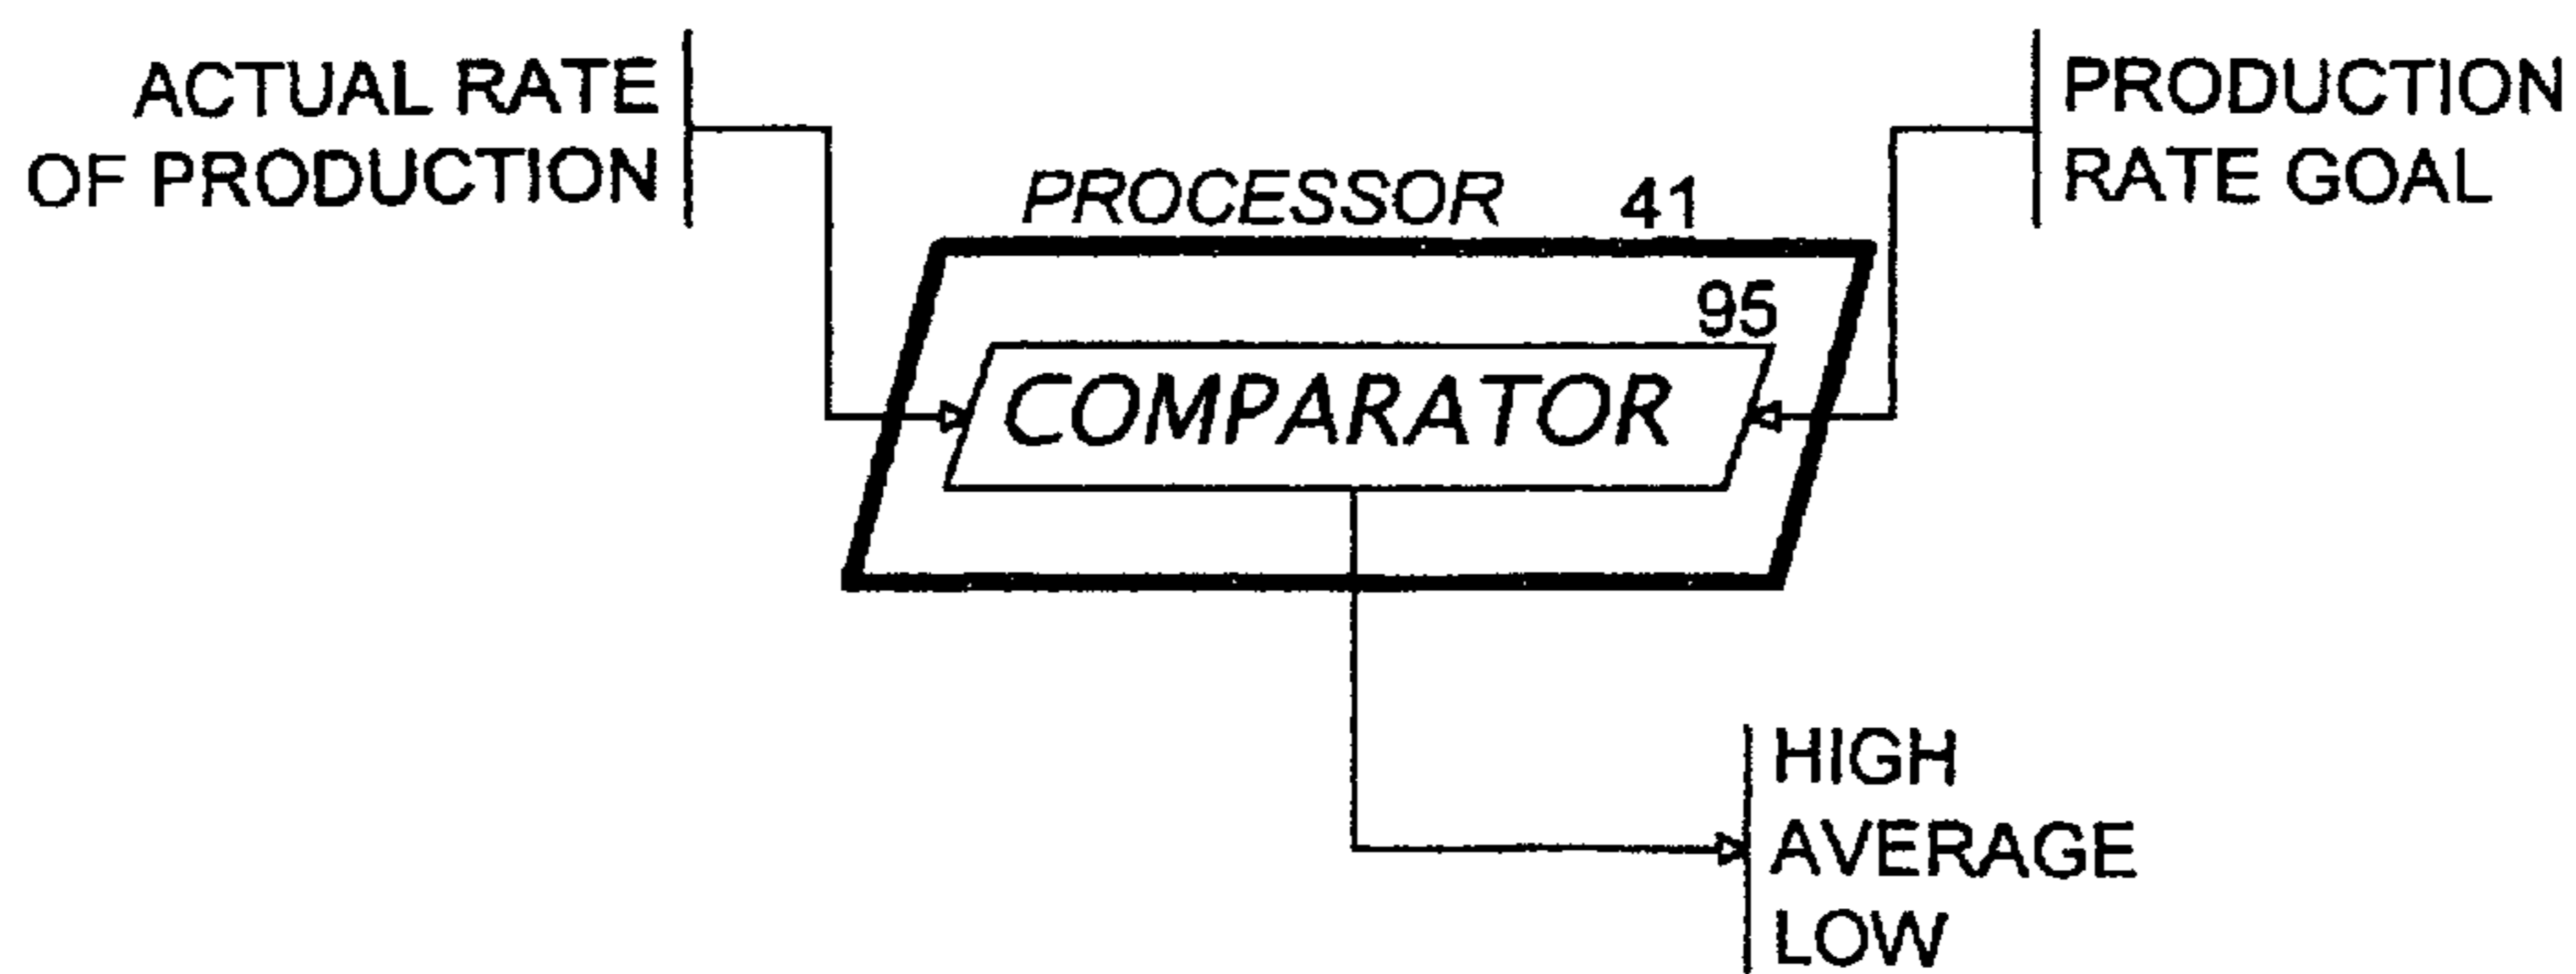 ACTUAL RATE
OF PRODUCTION
PRODUCTION
RATE GOAL
PROCESSOR 41
95
COMPARATOR
HIGH
AVERAGE
LOW